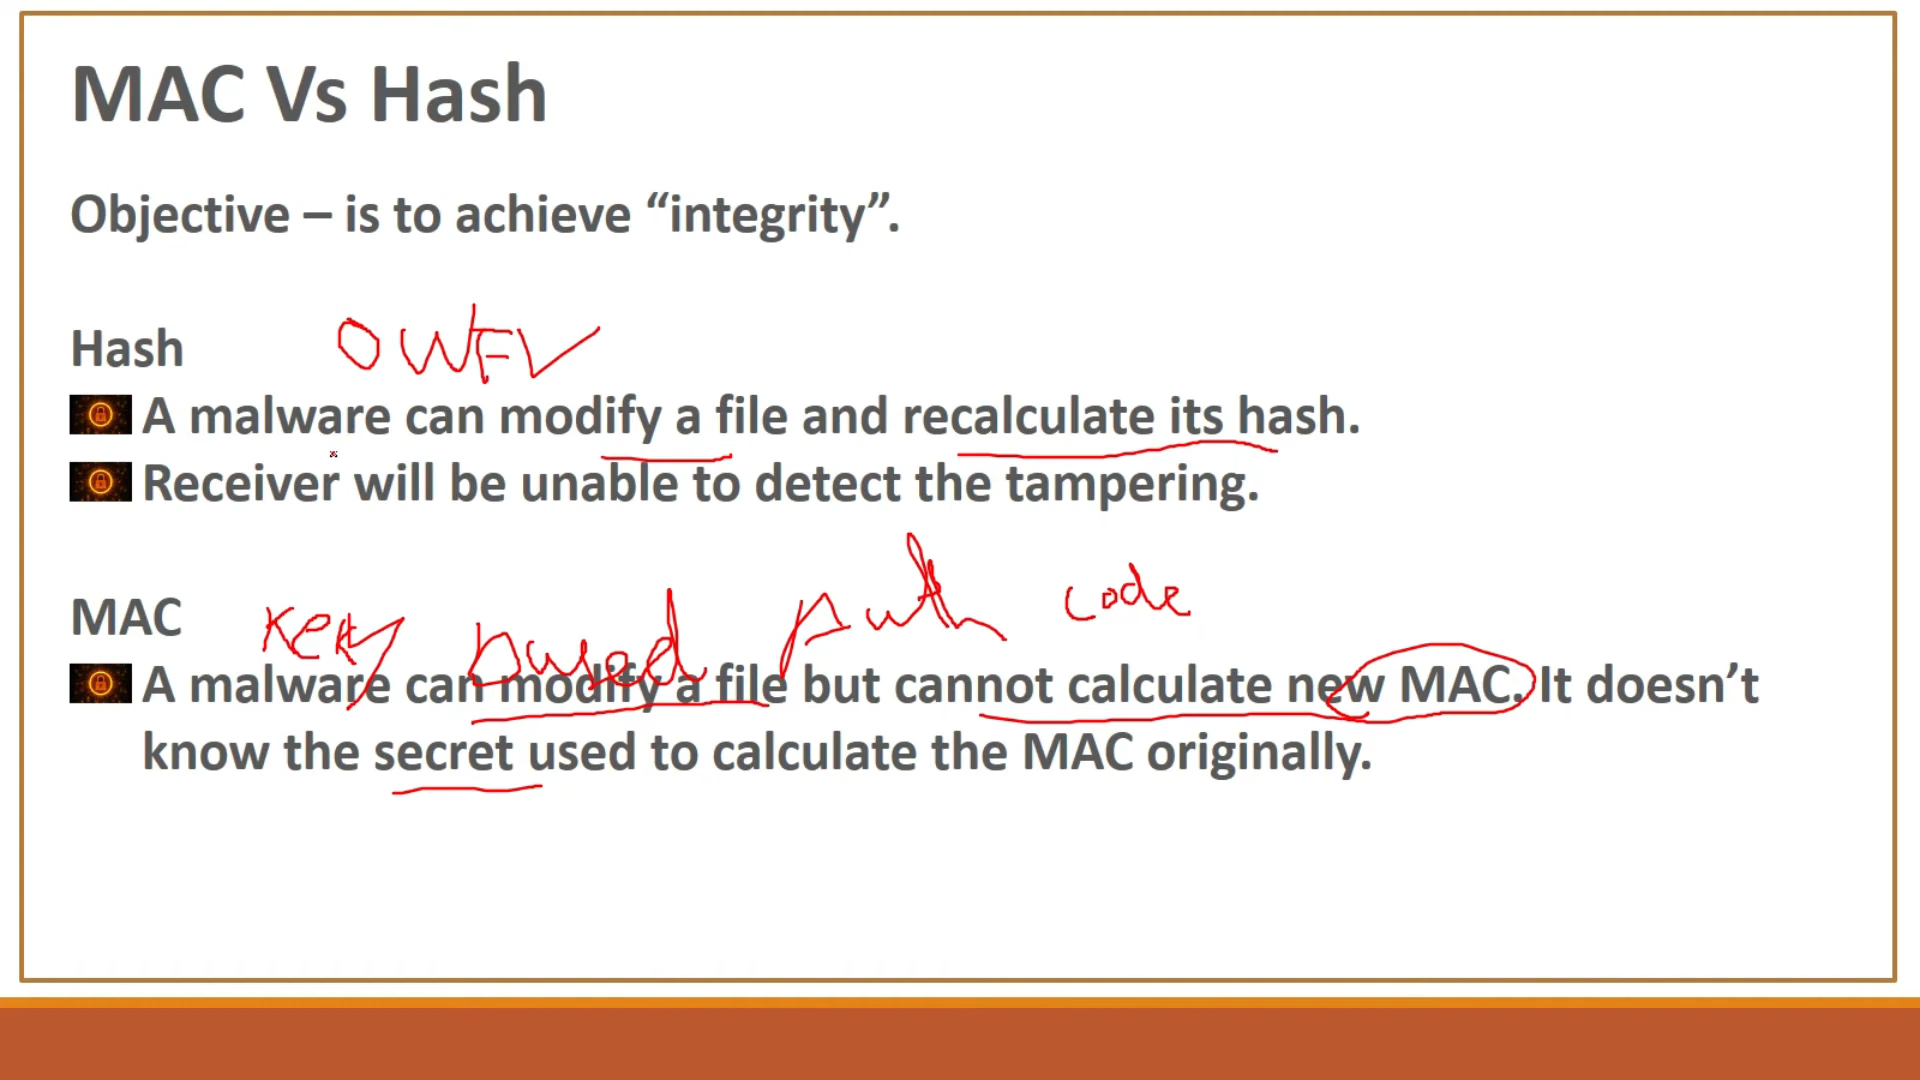 MAC Vs Hash
Objective – is to achieve “integrity”.
Hash
OWF
A malware can modify a file and recalculate its hash.
Receiver will be unable to detect the tampering.
MAC
Key based Auth code
A malware can modify a file but cannot calculate new MAC. It doesn’t
know the secret used to calculate the MAC originally.